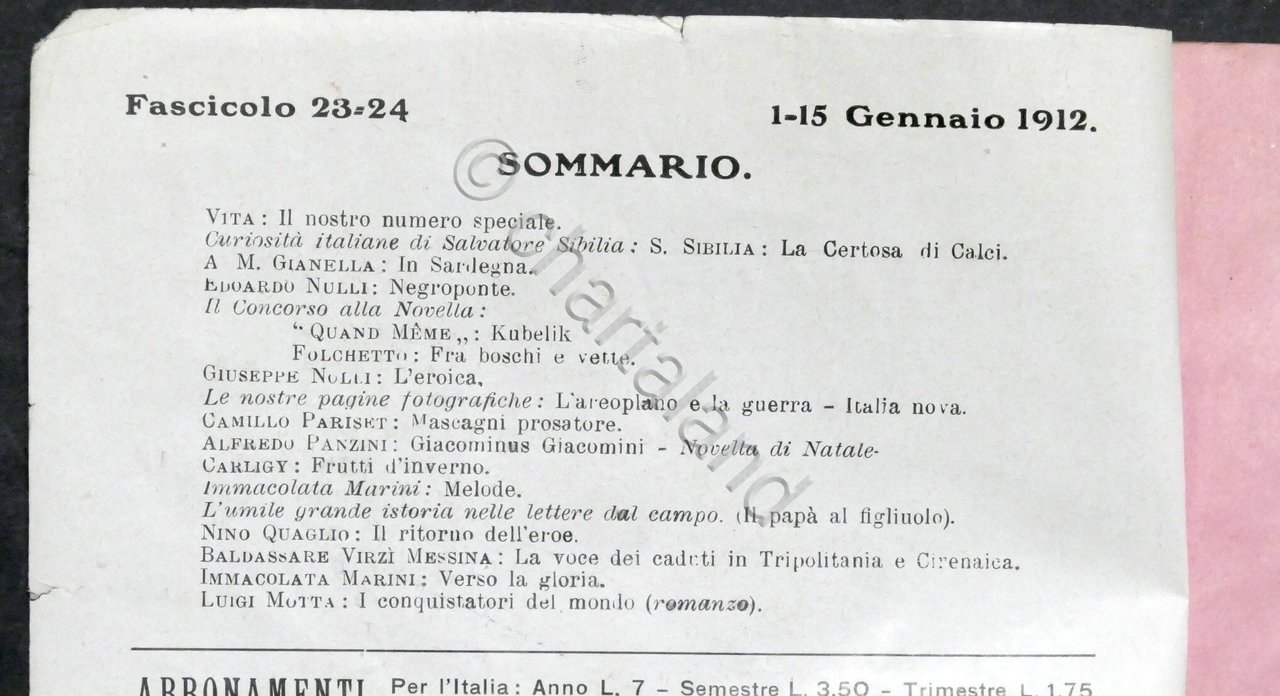 Fascicolo 23-24
1-15 Gennaio 1912.
SOMMARIO.
VITA : Il nostro numero speciale.
Curiosità italiane di Salvatore Sibilia : S. SIBILIA : La Certosa di Calci.
A M. GIANELLA : In Sardegna.
EDOARDO NULLI : Negroponte.
Il Concorso alla Novella :
“ QUAND MÊME „ : Kubelik
FOLCHETTO : Fra boschi e vette.
GIUSEPPE NULLI : L'eroica,
Le nostre pagine fotografiche : L'areoplano e la guerra - Italia nova.
CAMILLO PARISET : Mascagni prosatore.
ALFREDO PANZINI : Giacominus Giacomini - Novella di Natale-
CARLIGY : Frutti d'inverno.
Immacolata Marini : Melode.
L'umile grande istoria nelle lettere dal campo. (Il papà al figliuolo).
NINO QUAGLIO : Il ritorno dell'eroe.
BALDASSARE VIRZÌ MESSINA : La voce dei caduti in Tripolitania e Cirenaica.
IMMACOLATA MARINI : Verso la gloria.
LUIGI MOTTA : I conquistatori del mondo (romanzo).
ABBONAMENTI Per l'Italia : Anno L. 7 - Semestre L. 3,50 - Trimestre L. 1,75
© chartaland